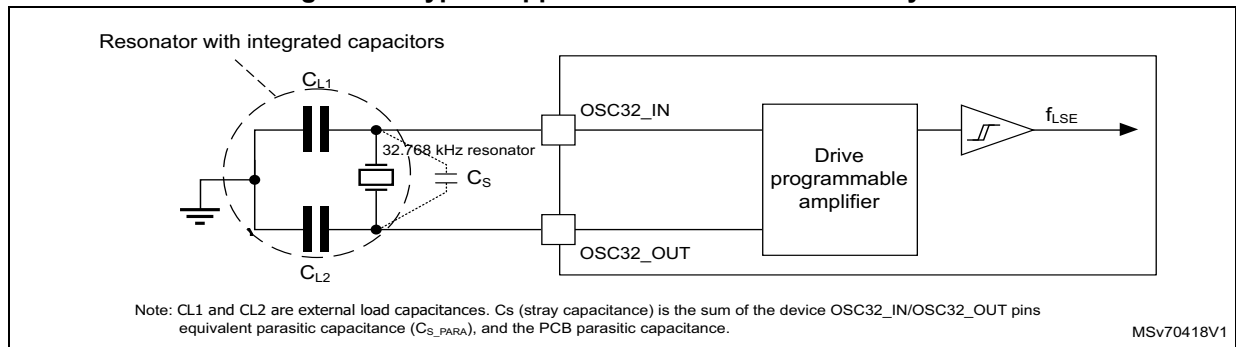 Resonator with integrated capacitors
CL1
OSC32_IN
fLSE
32.768 kHz resonator
Drive
programmable
amplifier
CS
OSC32_OUT
CL2
Note: CL1 and CL2 are external load capacitances. Cs (stray capacitance) is the sum of the device OSC32_IN/OSC32_OUT pins
equivalent parasitic capacitance (CS_PARA), and the PCB parasitic capacitance.
MSv70418V1